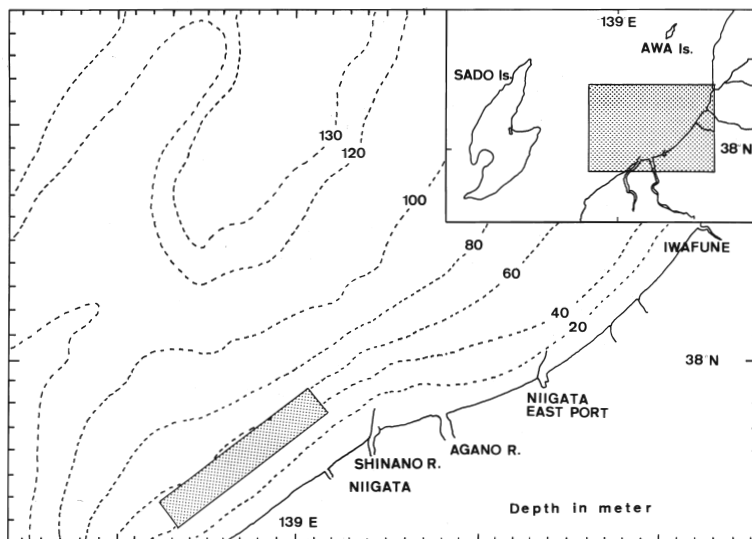 139 E
AWA Is.
SADO Is.
38°N
130
120
100
80
60
40
20
IWAFUNE
38°N
NIIGATA
EAST PORT
AGANO R.
SHINANO R.
NIIGATA
139 E
Depth in meter